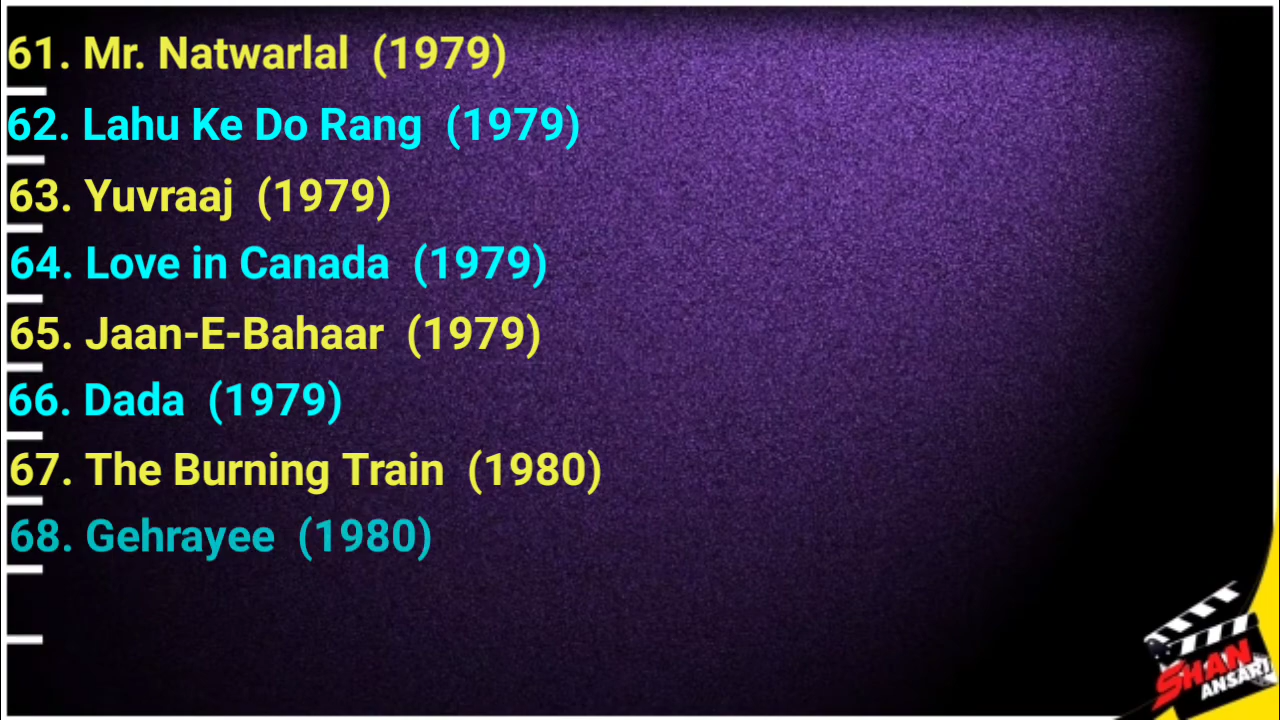 61. Mr. Natwarlal (1979)
62. Lahu Ke Do Rang (1979)
63. Yuvraaj (1979)
64. Love in Canada (1979)
65. Jaan-E-Bahaar (1979)
66. Dada (1979)
67. The Burning Train (1980)
68. Gehrayee (1980)
SHAN
ANSARI